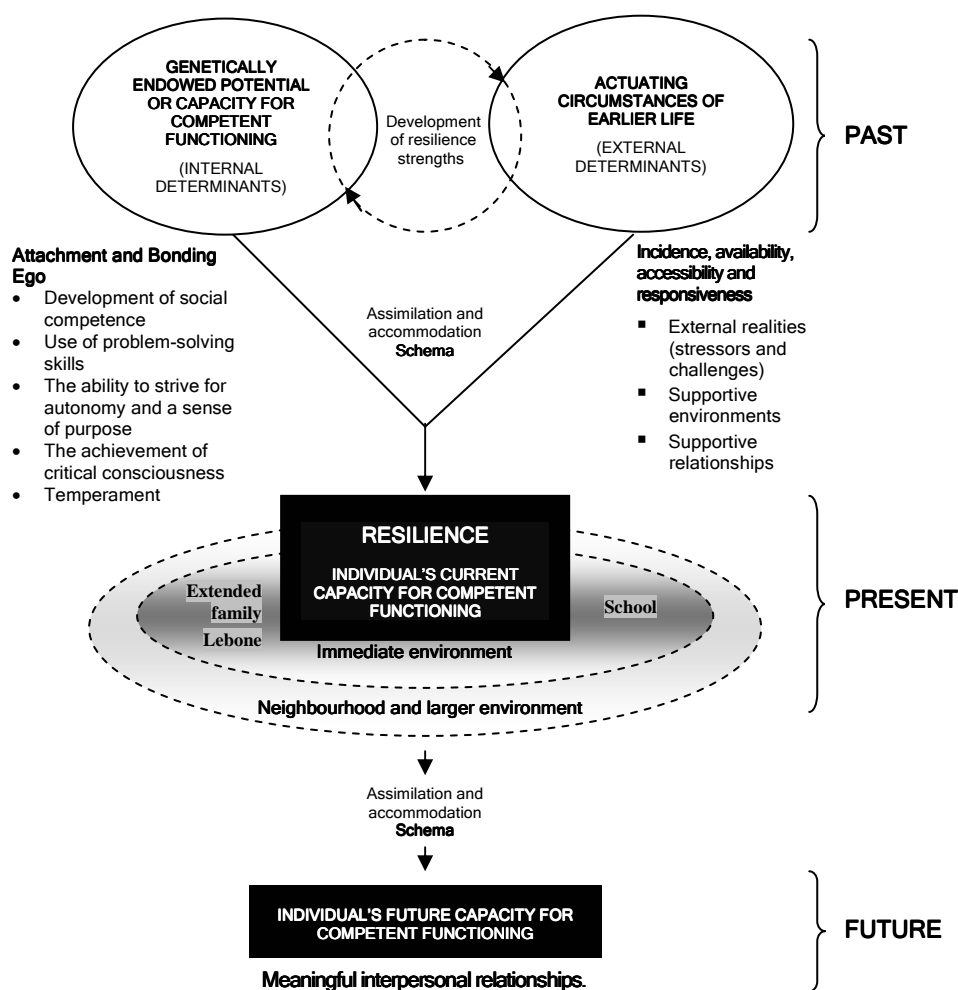 GENETICALLY
ENDOWED POTENTIAL
OR CAPACITY FOR
COMPETENT
FUNCTIONING
(INTERNAL
DETERMINANTS)
Development
of resilience
strengths
ACTUATING
CIRCUMSTANCES OF
EARLIER LIFE
(EXTERNAL
DETERMINANTS)
PAST
Attachment and Bonding
Ego
• Development of social
competence
• Use of problem-solving
skills
• The ability to strive for
autonomy and a sense
of purpose
• The achievement of
critical consciousness
• Temperament
Assimilation and
accommodation
Schema
Incidence, availability,
accessibility and
responsiveness
▪ External realities
(stressors and
challenges)
▪ Supportive
environments
▪ Supportive
relationships
RESILIENCE
INDIVIDUAL'S CURRENT
CAPACITY FOR COMPETENT
FUNCTIONING
Extended
family
Lebone
School
Immediate environment
Neighbourhood and larger environment
PRESENT
Assimilation and
accommodation
Schema
INDIVIDUAL'S FUTURE CAPACITY FOR
COMPETENT FUNCTIONING
Meaningful interpersonal relationships.
FUTURE